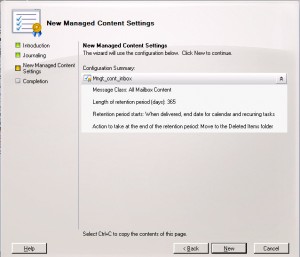 New Managed Content Settings
Introduction
Journaling
New Managed Content
Settings
Completion
New Managed Content Settings
The wizard will use the configuration below. Click New to continue.
Configuration Summary:
Mngt_cont_inbox
Message Class: All Mailbox Content
Length of retention period (days): 365
Retention period starts: When delivered, end date for calendar and recurring tasks
Action to take at the end of the retention period: Move to the Deleted Items folder
Select Ctrl+C to copy the contents of this page.
Help
< Back
New
Cancel